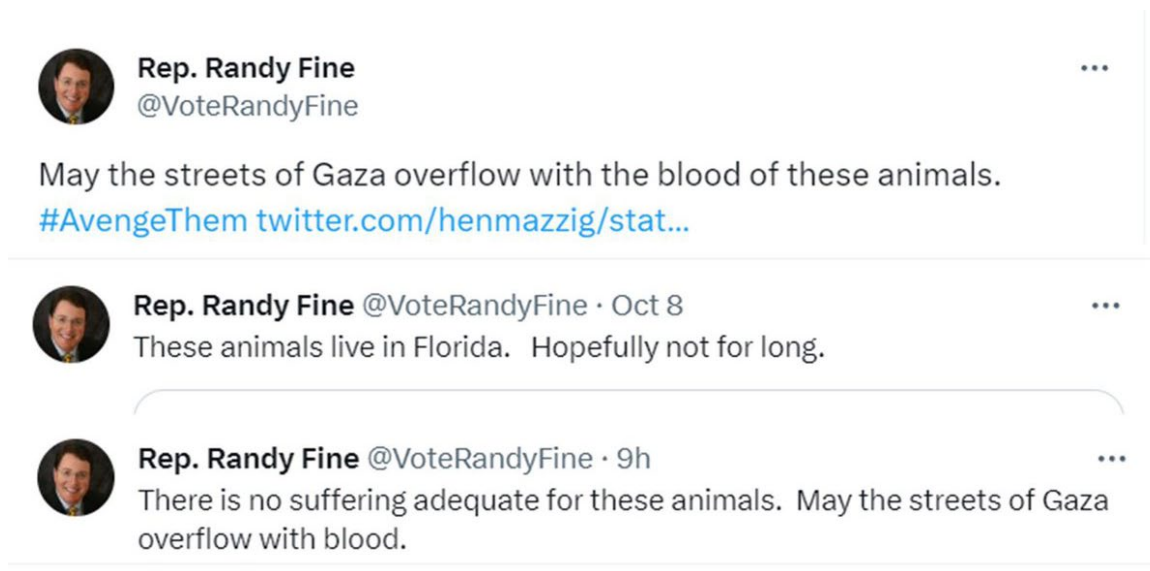 Rep. Randy Fine
@VoteRandyFine
May the streets of Gaza overflow with the blood of these animals.
#AvengeThem twitter.com/henmazzig/stat...
Rep. Randy Fine @VoteRandyFine · Oct 8
These animals live in Florida.  Hopefully not for long.
Rep. Randy Fine @VoteRandyFine · 9h
There is no suffering adequate for these animals.  May the streets of Gaza
overflow with blood.